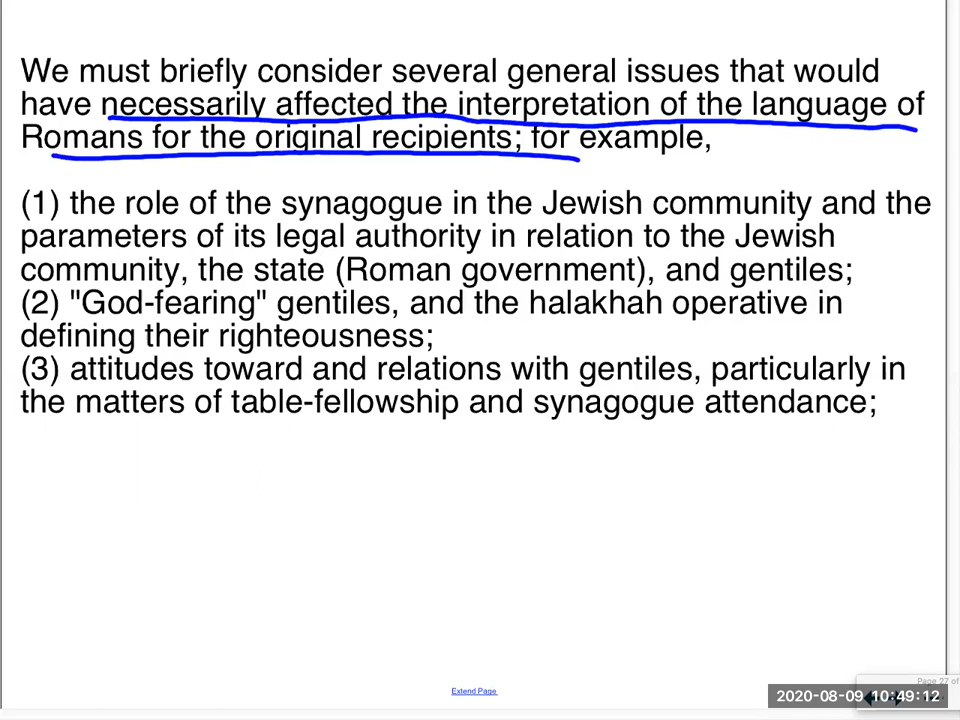 We must briefly consider several general issues that would
have necessarily affected the interpretation of the language of
Romans for the original recipients; for example,
(1) the role of the synagogue in the Jewish community and the
parameters of its legal authority in relation to the Jewish
community, the state (Roman government), and gentiles;
(2) "God-fearing" gentiles, and the halakhah operative in
defining their righteousness;
(3) attitudes toward and relations with gentiles, particularly in
the matters of table-fellowship and synagogue attendance;
Page 27 of
Extend Page
2020-08-09 10:49:12